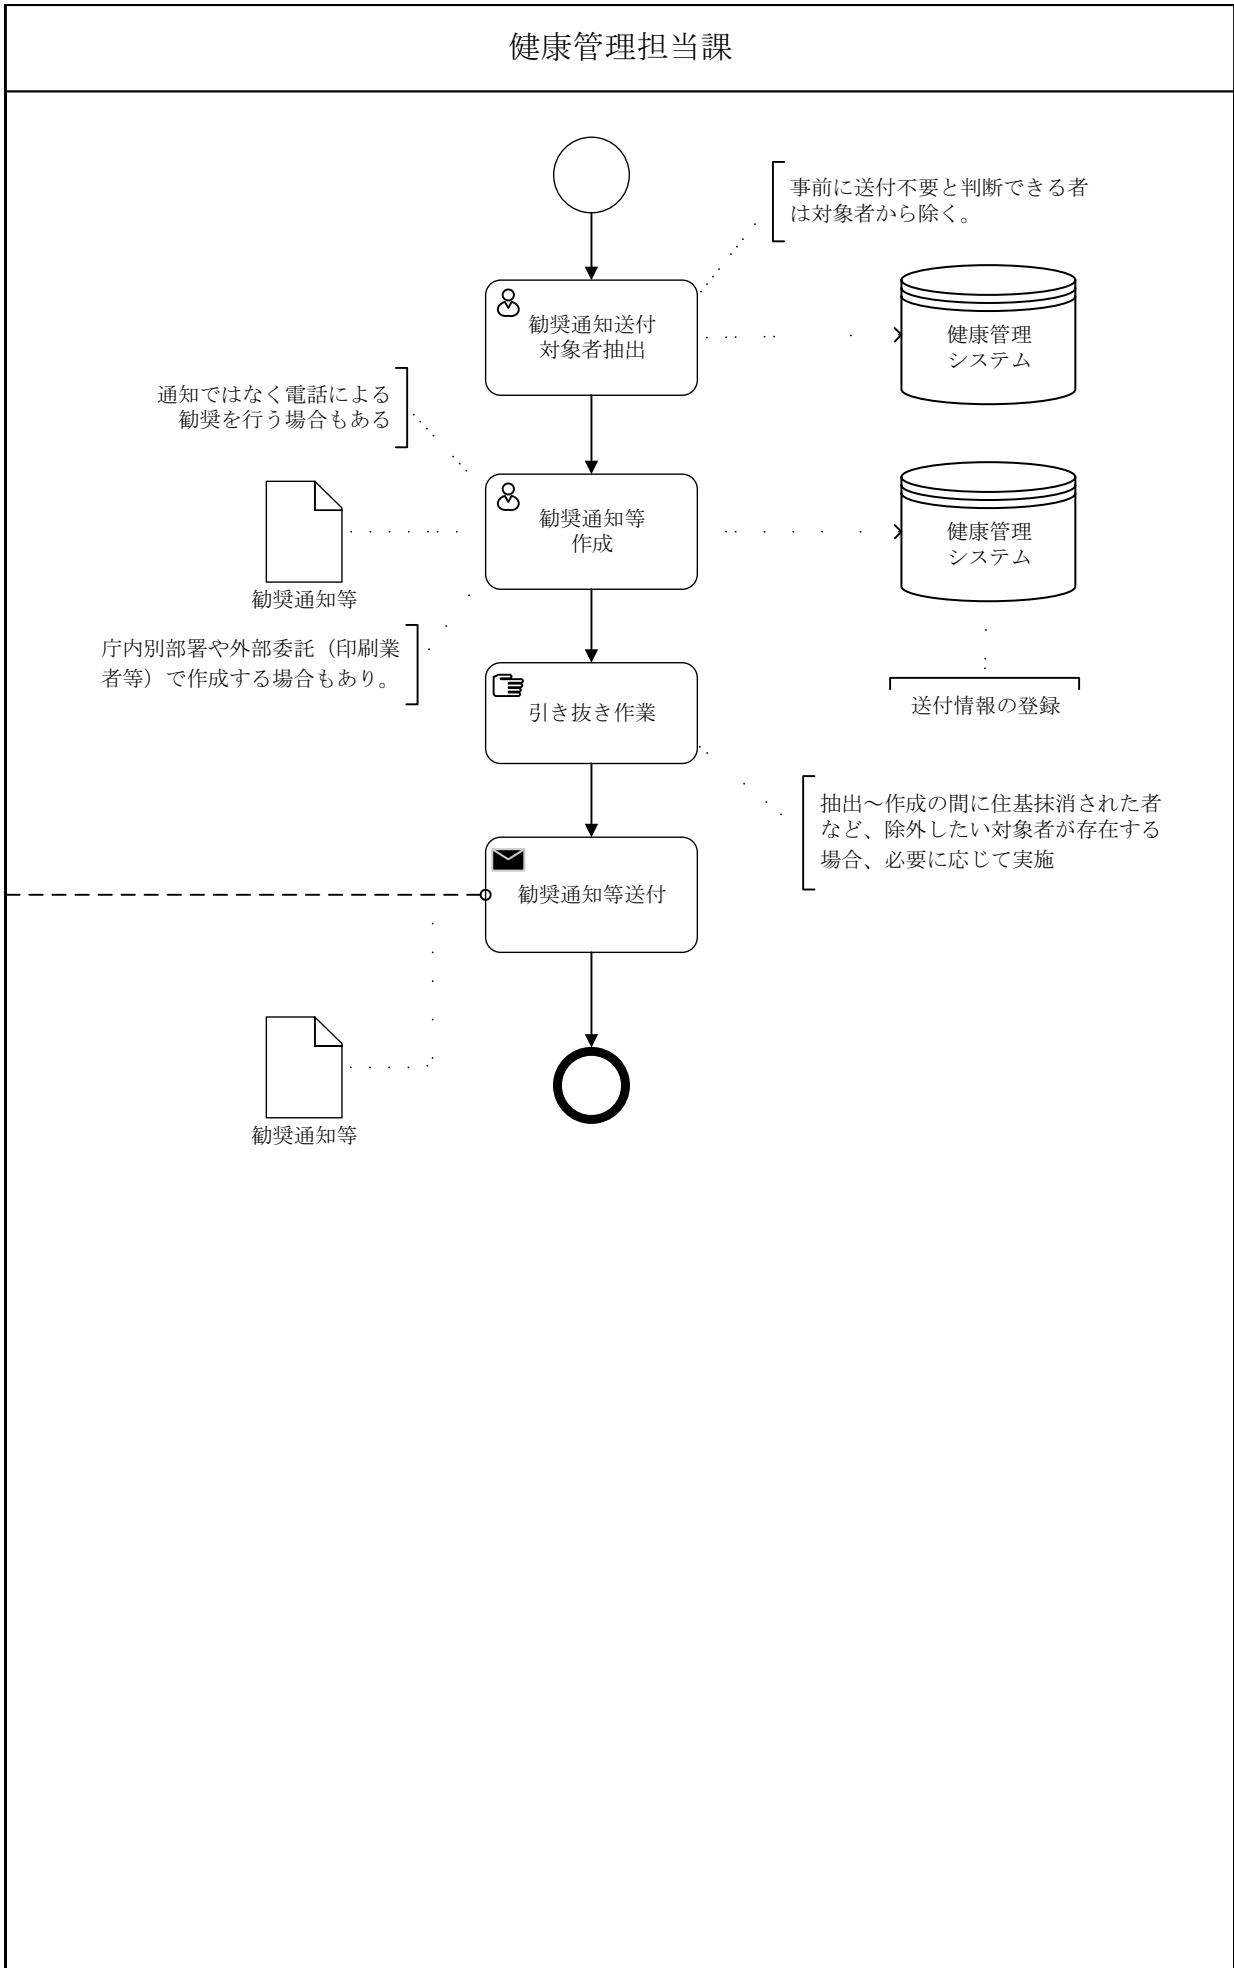 健康管理担当課
事前に送付不要と判断できる者
は対象者から除く。
勧奨通知送付
対象者抽出
健康管理
システム
通知ではなく電話による
勧奨を行う場合もある
勧奨通知等
作成
健康管理
システム
勧奨通知等
庁内別部署や外部委託（印刷業
者等）で作成する場合もあり。
引き抜き作業
送付情報の登録
抽出～作成の間に住基抹消された者
など、除外したい対象者が存在する
場合、必要に応じて実施
勧奨通知等送付
勧奨通知等